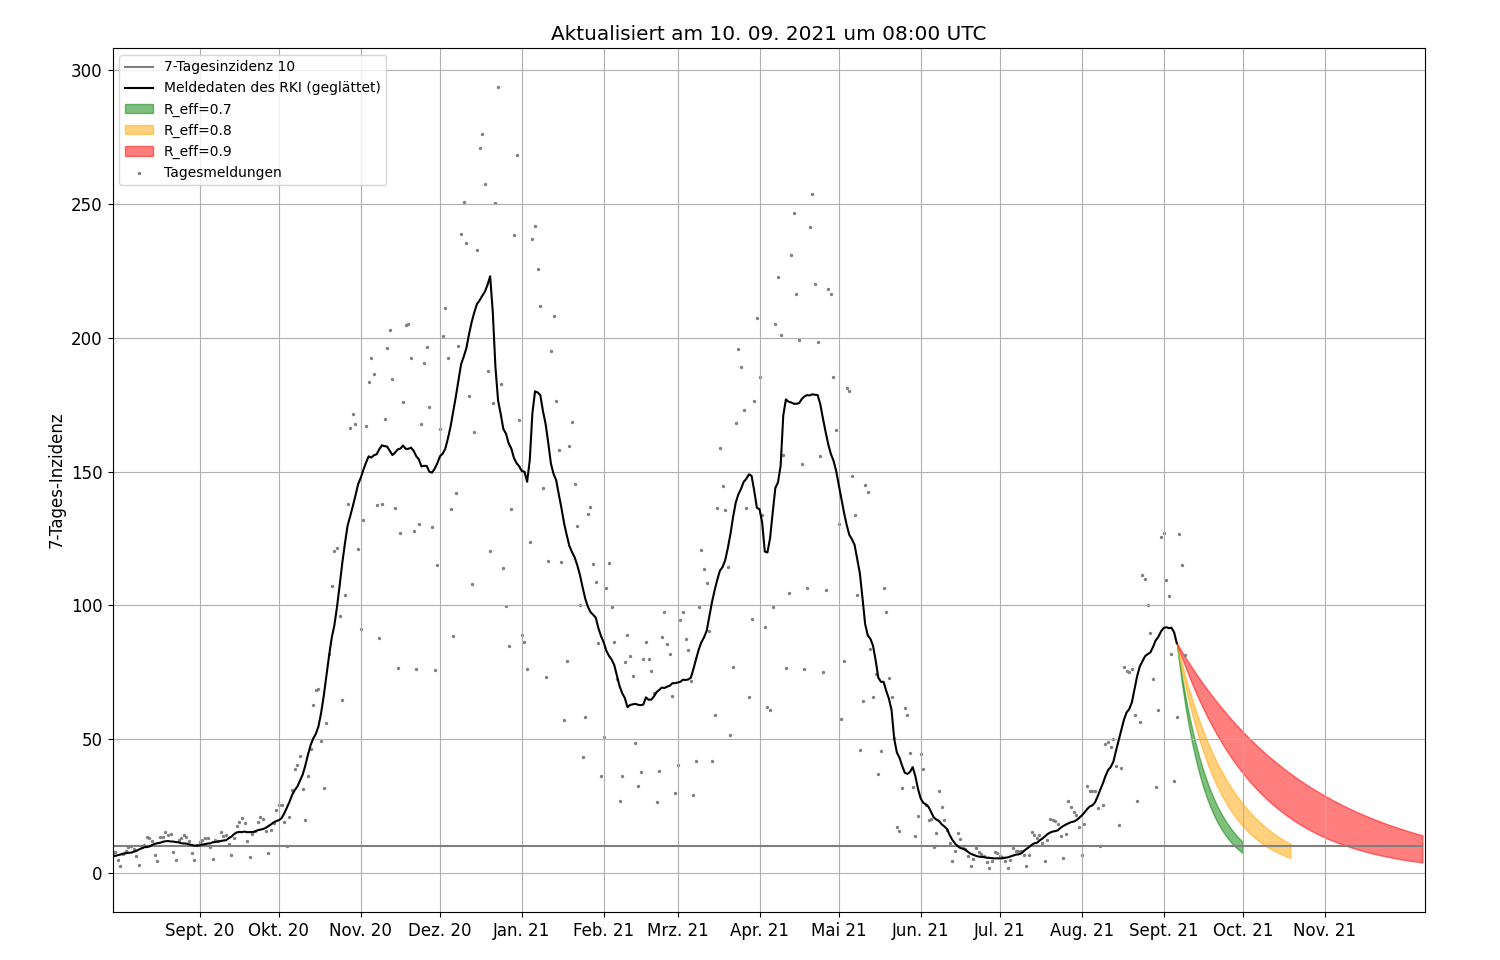 Aktualisiert am 10. 09. 2021 um 08:00 UTC
7-Tagesinzidenz 10
Meldedaten des RKI (geglättet)
R_eff=0.7
R_eff=0.8
R_eff=0.9
Tagesmeldungen
7-Tages-Inzidenz
300
250
200
150
100
50
0
Sept. 20 Okt. 20 Nov. 20 Dez. 20 Jan. 21 Feb. 21 Mrz. 21 Apr. 21 Mai 21 Jun. 21 Jul. 21 Aug. 21 Sept. 21 Oct. 21 Nov. 21